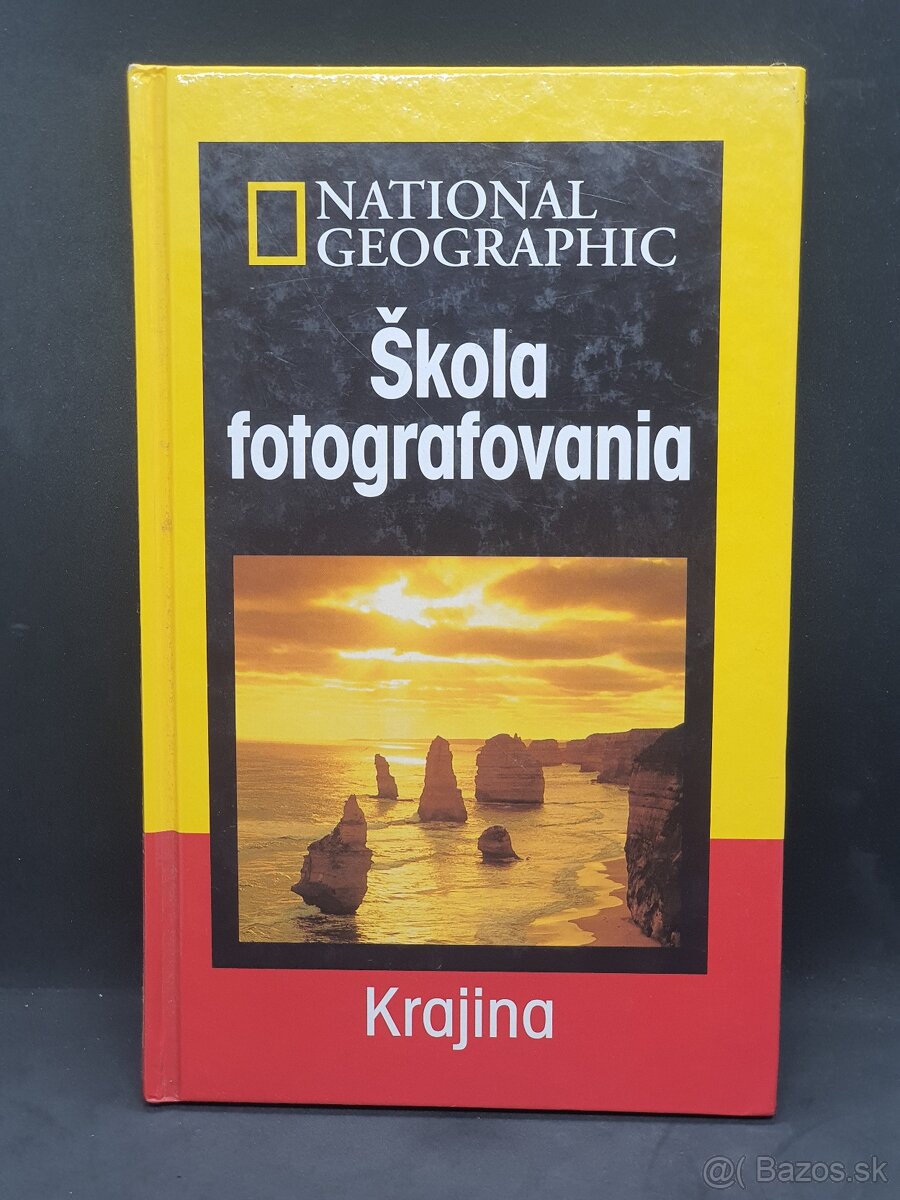 NATIONAL
GEOGRAPHIC
Škola
fotografovania
Krajina
@( Bazos.sk